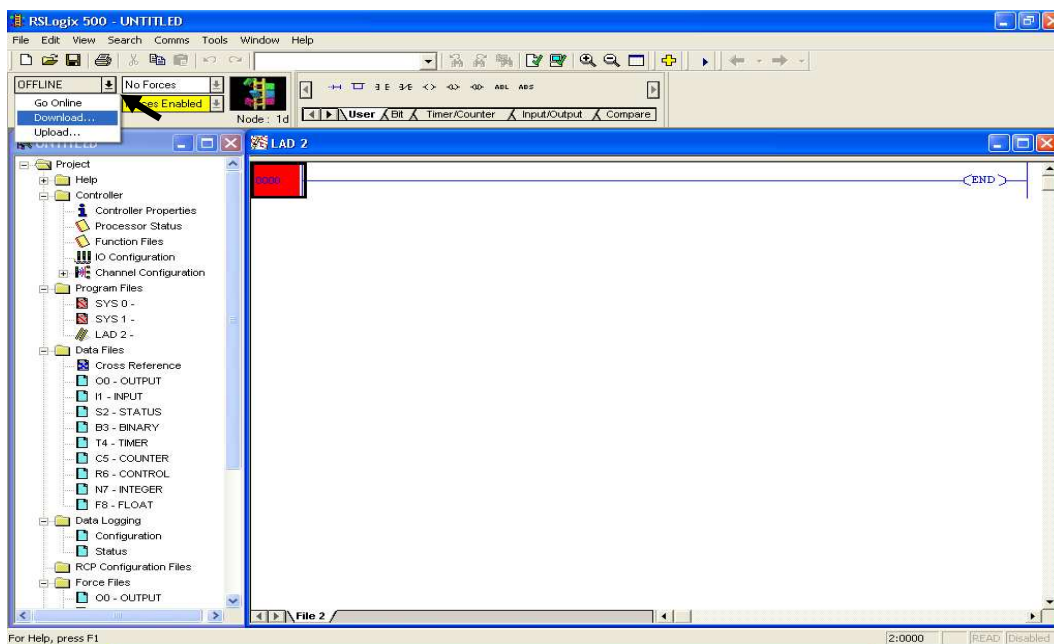 RSLogix 500 - UNTITLED
File Edit View Search Comms Tools Window Help
OFFLINE
No Forces
Go Online
Forces Enabled
Download...
Upload...
Node: 1d
ABL ABS
User Bit Timer/Counter Input/Output Compare
UNTITLED
LAD 2
Project
Help
Controller
Controller Properties
Processor Status
Function Files
IO Configuration
Channel Configuration
Program Files
SYS 0 -
SYS 1 -
LAD 2 -
Data Files
Cross Reference
O0 - OUTPUT
I1 - INPUT
S2 - STATUS
B3 - BINARY
T4 - TIMER
C5 - COUNTER
R6 - CONTROL
N7 - INTEGER
F8 - FLOAT
Data Logging
Configuration
Status
RCP Configuration Files
Force Files
O0 - OUTPUT
0000
END
File 2
For Help, press F1
2:0000
READ
Disabled